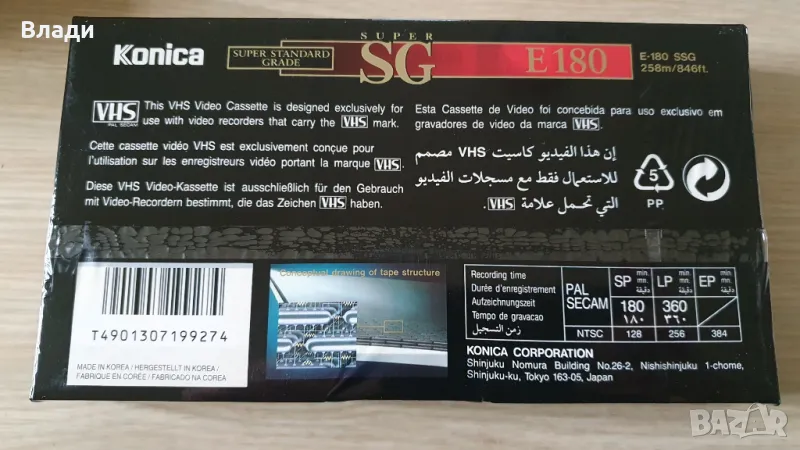 Влади
Konica
SUPER STANDARD
GRADE
SUPER
SG
E180
E-180 SSG
258m/846ft.
VHS
PAL SECAM
This VHS Video Cassette is designed exclusively for
use with video recorders that carry the VHS mark.
Cette cassette vidéo VHS est exclusivement conçue pour
l'utilisation sur les enregistreurs vidéo portant la marque VHS.
Diese VHS Video-Kassette ist ausschließlich für den Gebrauch
mit Video-Recordern bestimmt, die das Zeichen VHS haben.
Esta Cassette de Video foi concebida para uso exclusivo em
gravadores de video da marca VHS.
إن هذا الفيديو كاسيت VHS مصمم
للاستعمال فقط مع مسجلات الفيديو
التي تحمل علامة VHS.
5
PP
T4901307199274
MADE IN KOREA / HERGESTELLT IN KOREA /
FABRIQUE EN CORÉE / FABRICADO NA COREA
Conceptual drawing of tape structure
Recording time
Durée d'enregistrement
Aufzeichnungszeit
Tempo de gravacao
زمن التسجيل
PAL
SECAM
SP min. دقيقة
LP min. دقيقة
EP min. دقيقة
180 360
١٨٠ ٣٦٠
NTSC 128 256 384
KONICA CORPORATION
Shinjuku Nomura Building No.26-2, Nishishinjuku 1-chome,
Shinjuku-ku, Tokyo 163-05, Japan
BAZAR